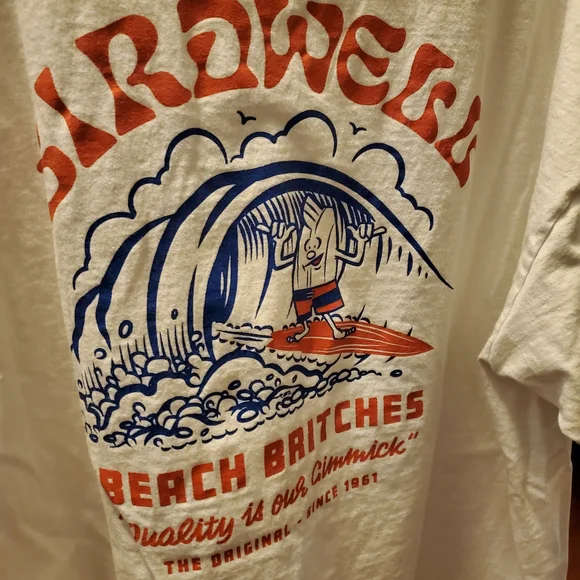 BIRDWELL
BEACH BRITCHES
"Quality is our Gimmick"
THE ORIGINAL - SINCE 1961